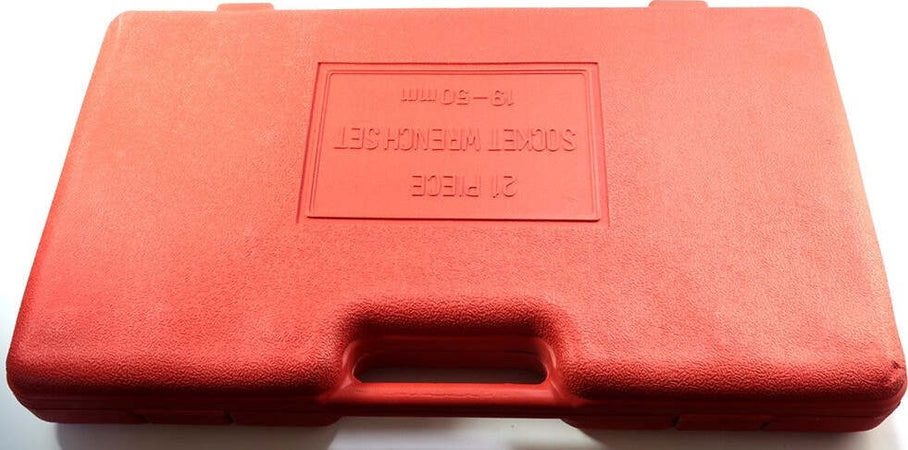 21 PIECE
SOCKET WRENCH SET
19-50mm